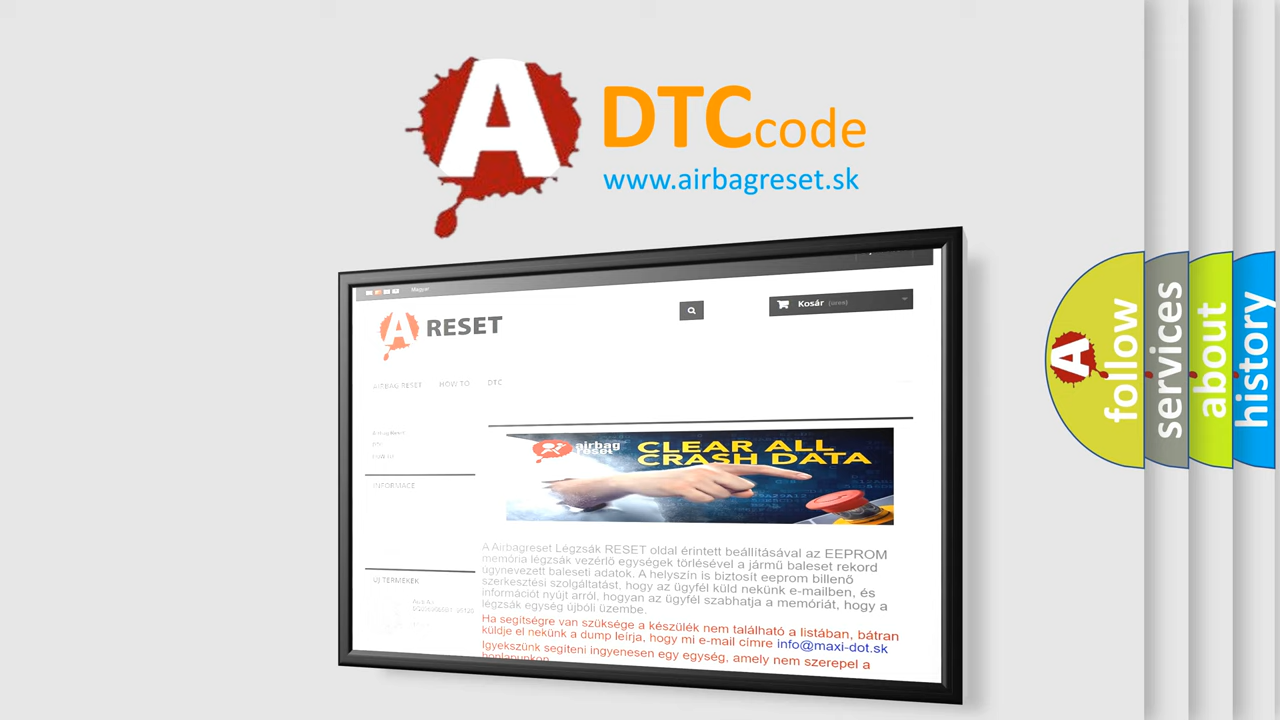 A DTCcode
www.airbagreset.sk
Magyar
A RESET
Kosár (üres)
AIRBAG RESET HOW TO DTC
INFORMACE
airbag
reset
CLEAR ALL
CRASH DATA
A Airbagreset Légzsák RESET oldal érintett beállításával az EEPROM
memória légzsák vezérlő egységek törlésével a jármű baleset rekord
úgynevezett baleseti adatok. A helyszín is biztosít eeprom billenő
szerkesztési szolgáltatást, hogy az ügyfél küld nekünk e-mailben, és
információt nyújt arról, hogyan az ügyfél szabhatja a memóriát, hogy a
légzsák egység újbóli üzembe.
Ha segítségre van szüksége a készülék nem található a listában, bátran
küldje el nekünk a dump leírja, hogy mi e-mail címre info@maxi-dot.sk
Igyekszünk segíteni ingyenesen egy egység, amely nem szerepel a
honlapunkon
ÚJ TERMÉKEK
A follow
services
about
history